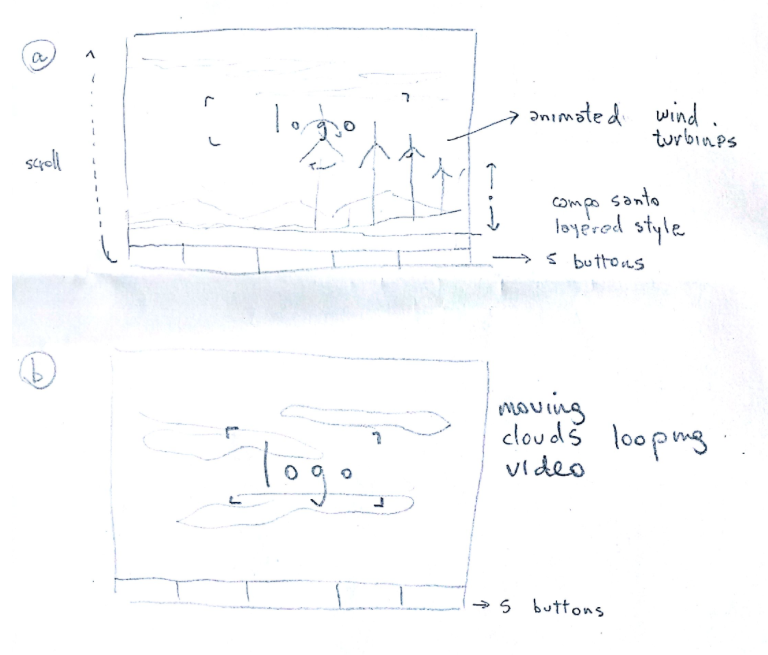 a
scroll
logo
animated wind
turbines
campo santo
layered style
5 buttons
b
logo
moving
clouds looping
video
5 buttons